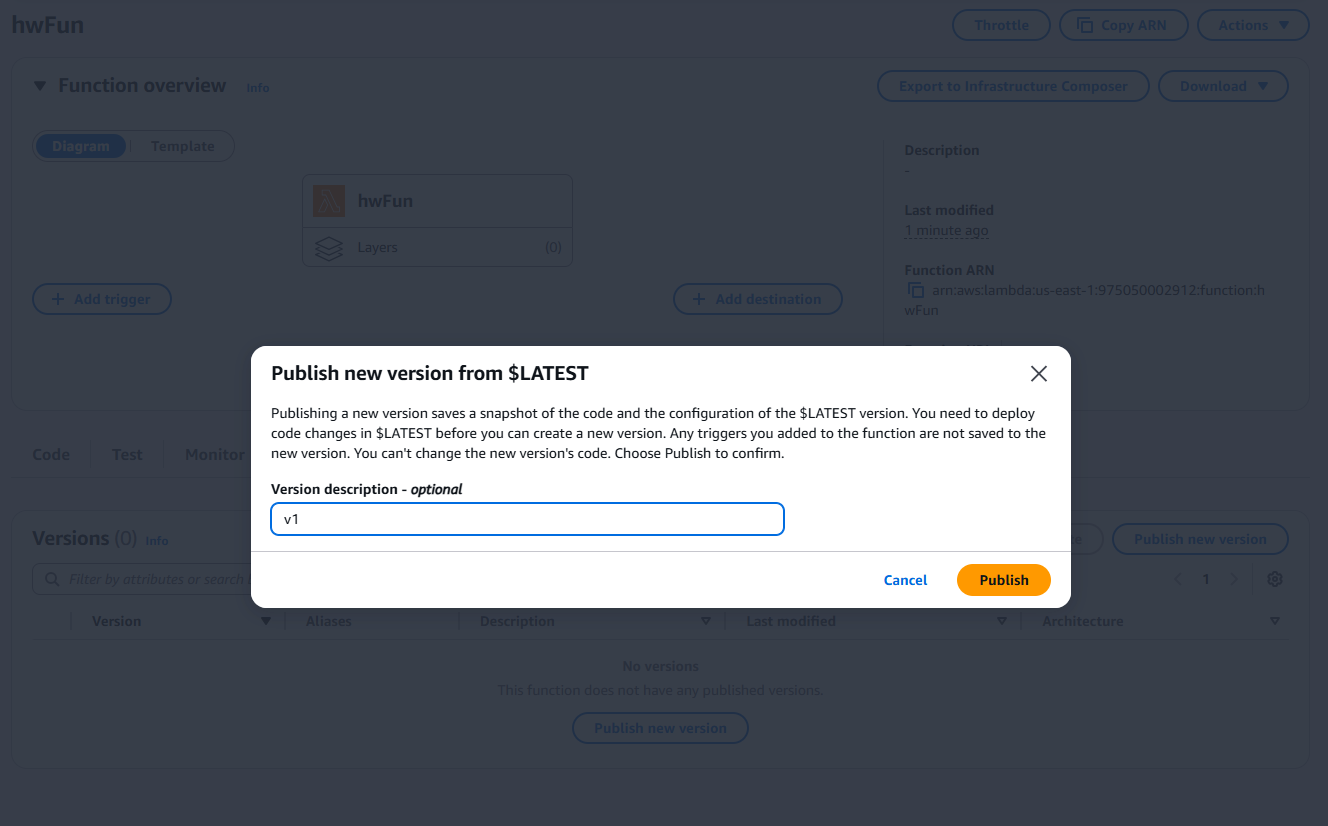 hwFun
Throttle
Copy ARN
Actions
Function overview Info
Export to Infrastructure Composer
Download
Diagram
Template
hwFun
Layers
(0)
Add trigger
Add destination
Description
-
Last modified
1 minute ago
Function ARN
arn:aws:lambda:us-east-1:975050002912:function:h
wFun
Publish new version from $LATEST
Publishing a new version saves a snapshot of the code and the configuration of the $LATEST version. You need to deploy
code changes in $LATEST before you can create a new version. Any triggers you added to the function are not saved to the
new version. You can't change the new version's code. Choose Publish to confirm.
Version description - optional
v1
Cancel
Publish
Code
Test
Monitor
Versions (0) Info
Publish new version
Filter by attributes or search
1
Version
Aliases
Description
Last modified
Architecture
No versions
This function does not have any published versions.
Publish new version